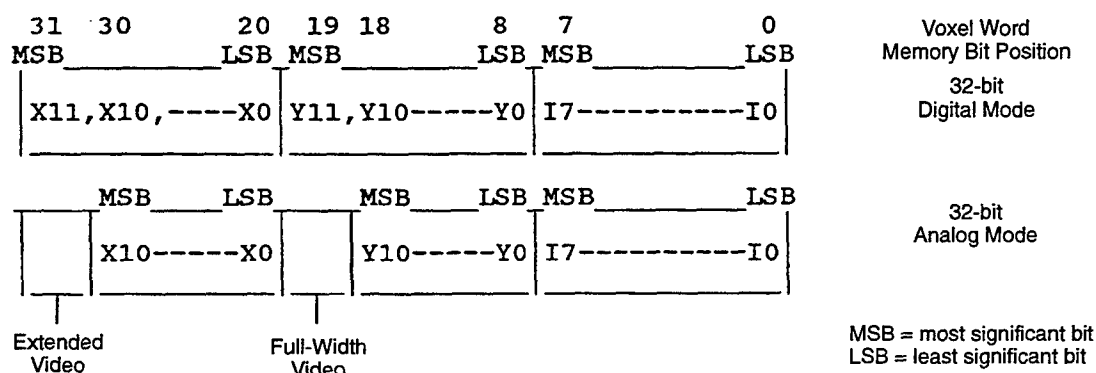 31 30 20 19 18 8 7 0 Voxel Word
MSB LSB MSB LSB MSB LSB Memory Bit Position
32-bit
X11,X10,----X0 Y11,Y10-----Y0 I7-----------I0 Digital Mode
MSB LSB MSB LSB MSB LSB
32-bit
X10-----X0 Y10-----Y0 I7-----------I0 Analog Mode
Extended Full-Width MSB = most significant bit
Video Video LSB = least significant bit